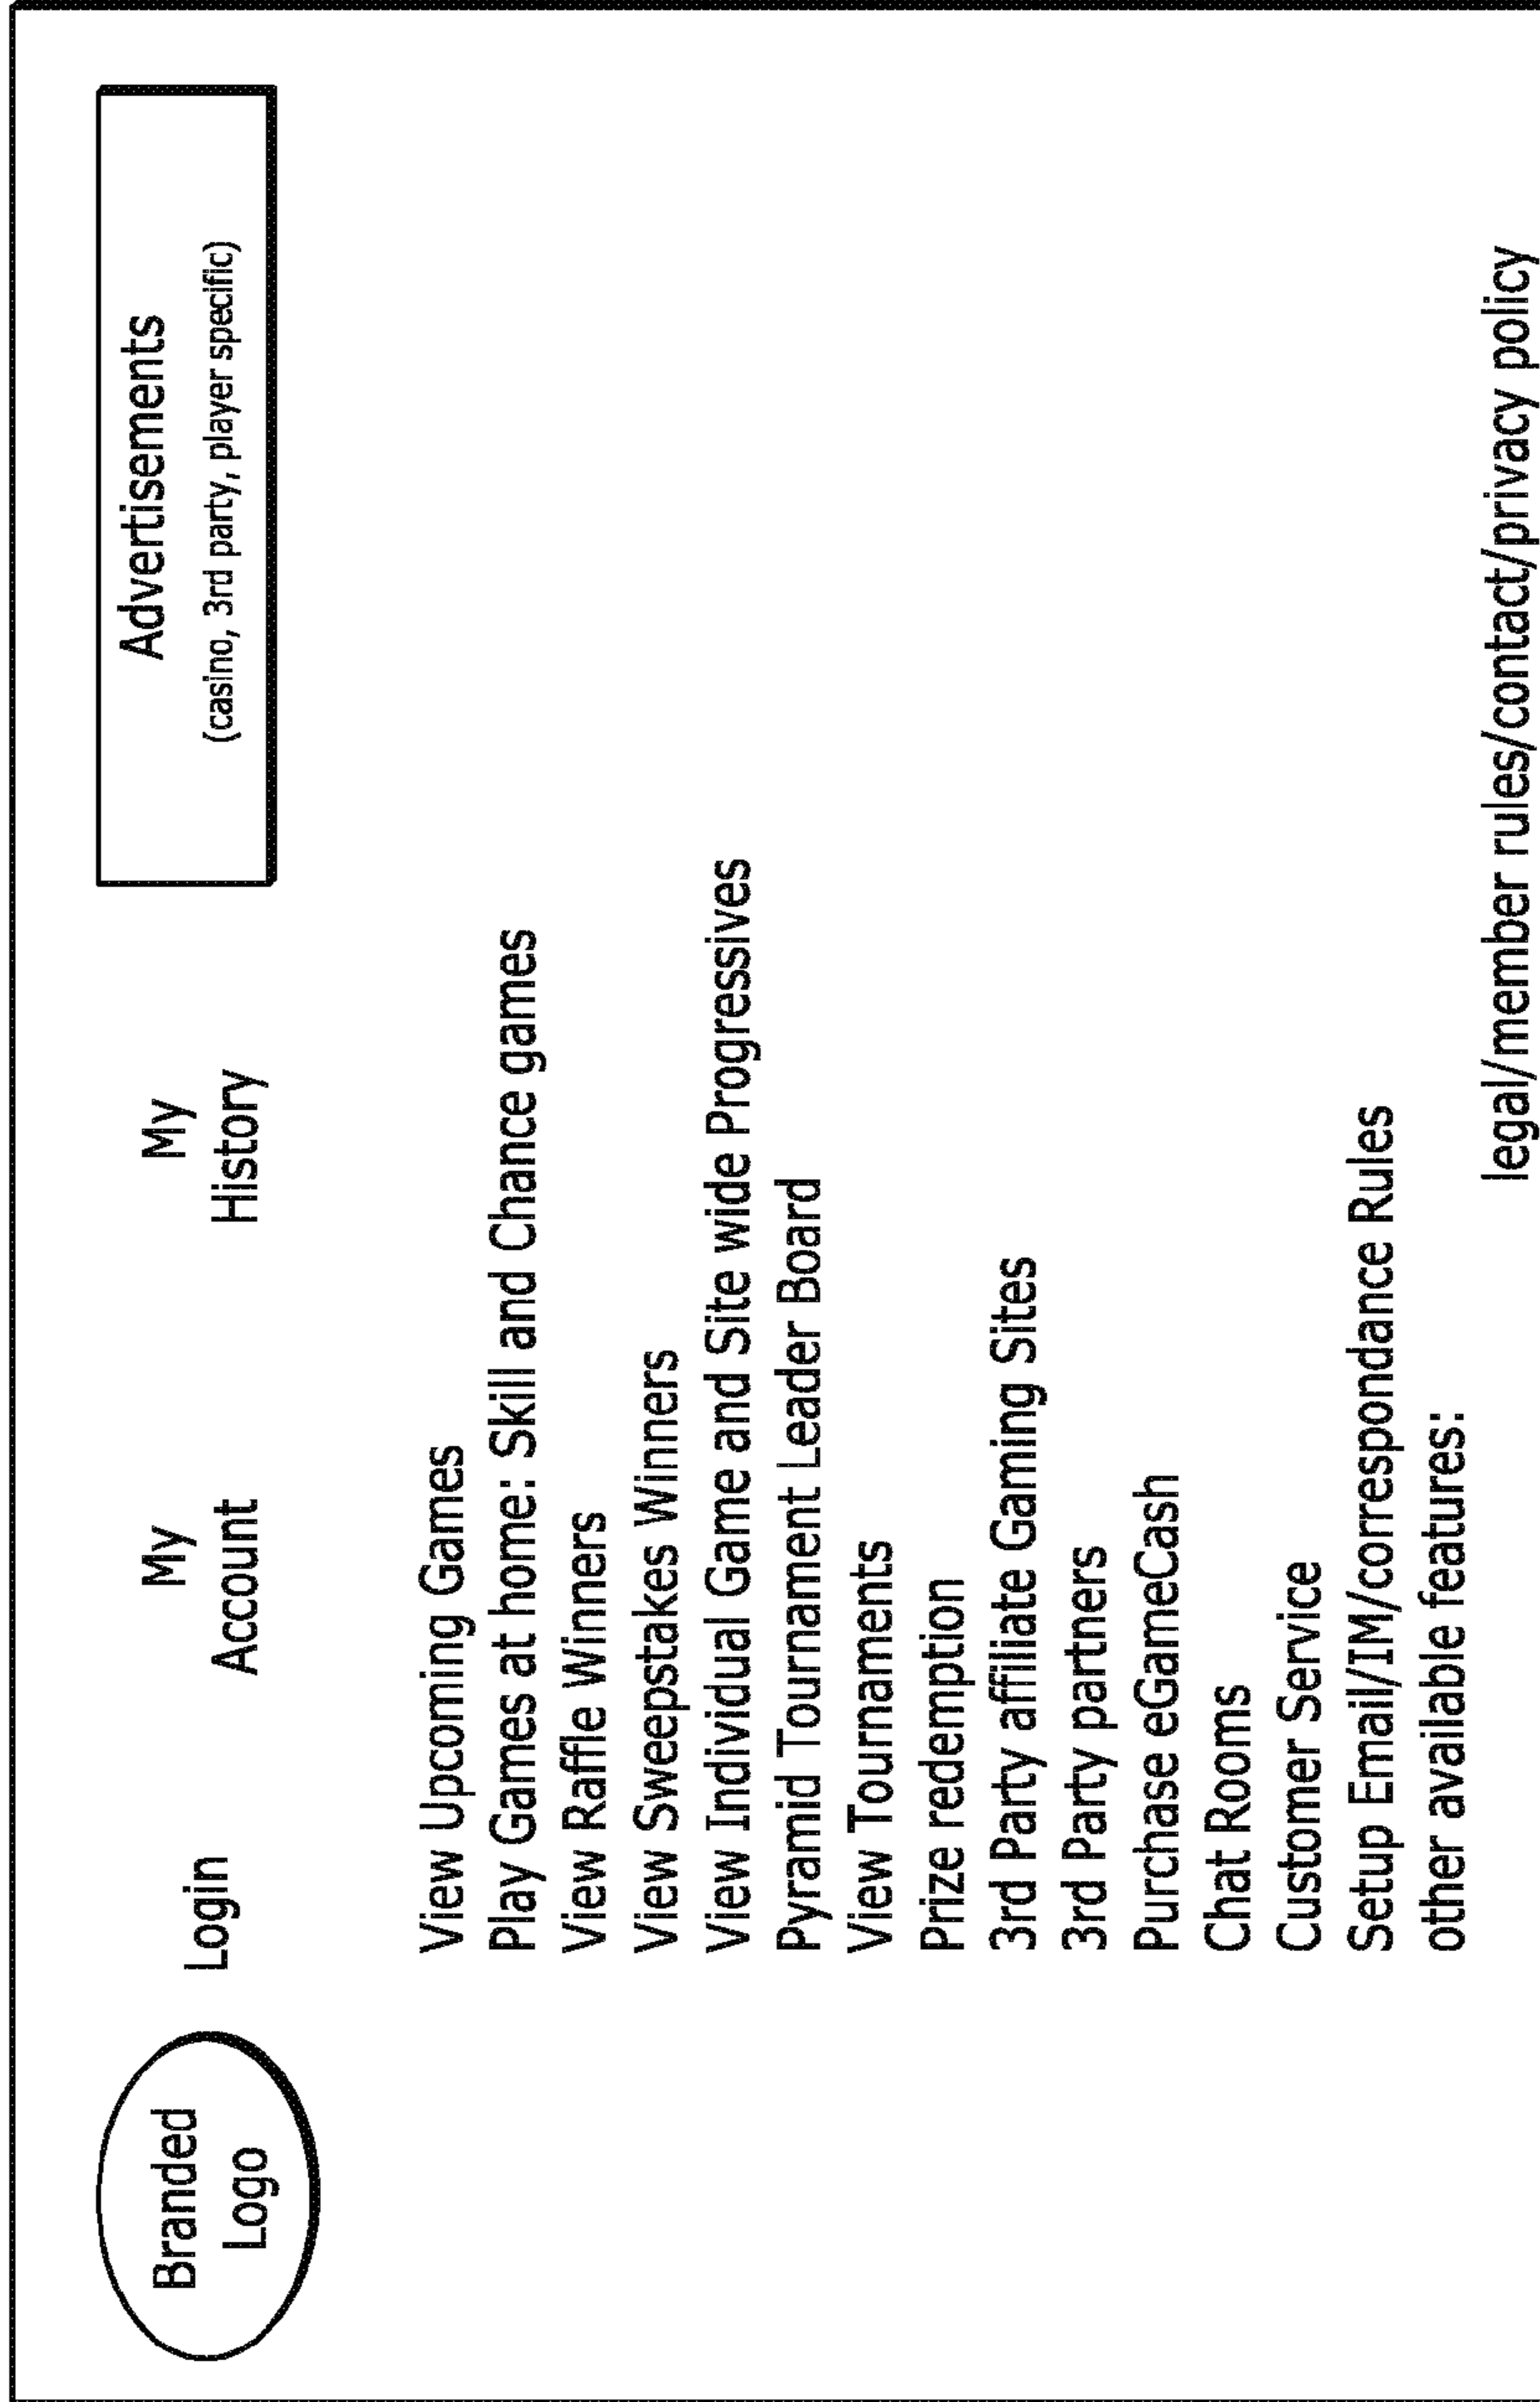 Branded
Logo
Login
My
Account
My
History
Advertisements
(casino, 3rd party, player specific)
View Upcoming Games
Play Games at home: Skill and Chance games
View Raffle Winners
View Sweepstakes Winners
View Individual Game and Site wide Progressives
Pyramid Tournament Leader Board
View Tournaments
Prize redemption
3rd Party affiliate Gaming Sites
3rd Party partners
Purchase eGameCash
Chat Rooms
Customer Service
Setup Email/IM/correspondance Rules
other available features:
legal/member rules/contact/privacy policy